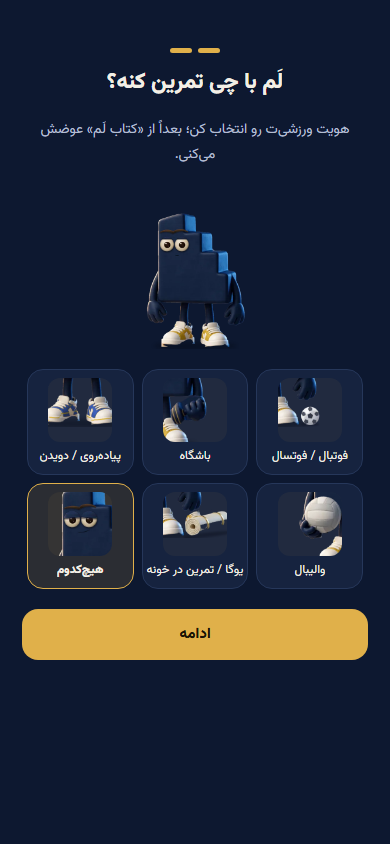 لَم با چی تمرین کنه؟
هویت ورزشی‌ت رو انتخاب کن؛ بعداً از «کتاب لَم» عوضش
می‌کنی.
فوتبال / فوتسال
باشگاه
پیاده‌روی / دویدن
والیبال
یوگا / تمرین در خونه
هیچ‌کدوم
ادامه